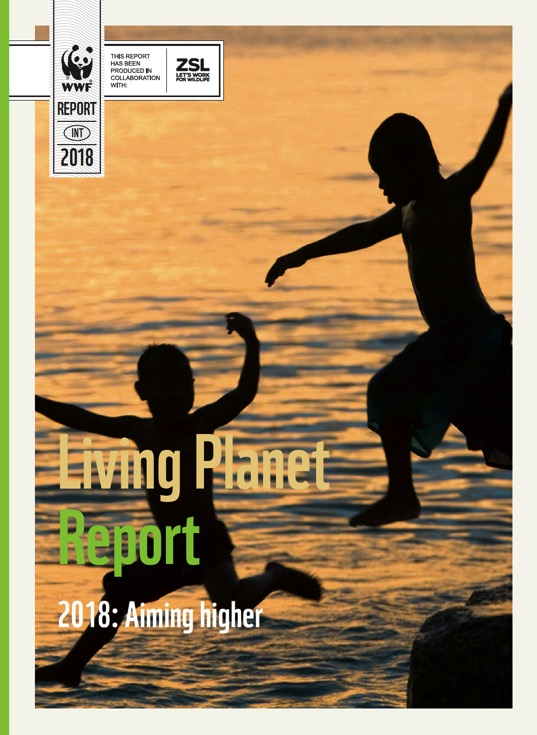 WWF
REPORT
INT
2018
THIS REPORT
HAS BEEN
PRODUCED IN
COLLABORATION
WITH:
ZSL
LET'S WORK
FOR WILDLIFE
Living Planet
Report
2018: Aiming higher